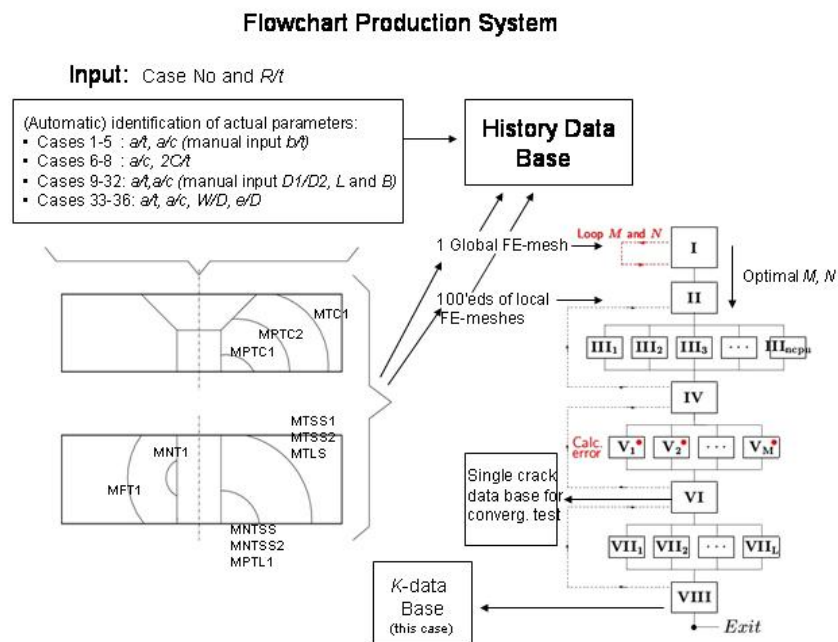 Flowchart Production System
Input: Case No and R/t
(Automatic) identification of actual parameters:
▪ Cases 1-5 : a/t, a/c (manual input b/t)
▪ Cases 6-8 : a/c, 2C/t
▪ Cases 9-32: a/t,a/c (manual input D1/D2, L and B)
▪ Cases 33-36: a/t, a/c, W/D, e/D
History Data
Base
1 Global FE-mesh
Loop M and N
I
Optimal M, N
100'eds of local
FE-meshes
II
III1 III2 III3 · · · IIIncpu
IV
Calc.
error
V1 V2 · · · VM
Single crack
data base for
converg. test
VI
VII1 VII2 · · · VIIL
K-data
Base
(this case)
VIII
Exit
MTC1
MPTC2
MPTC1
MTSS1
MTSS2
MTLS
MNT1
MFT1
MNTSS
MNTSS2
MPTL1